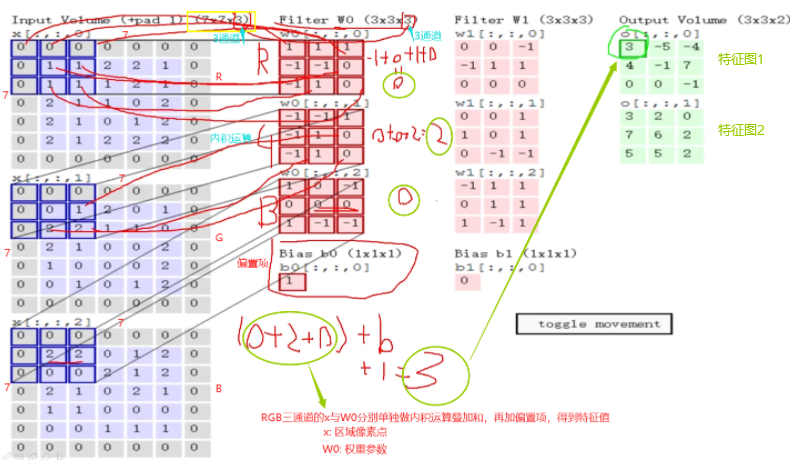 Input Volume (+pad 1) (7x7x3)
x[:,:,0]
7
3通道
0 0 0 0 0 0 0
0 1 1 2 2 1 0
R
0 1 1 1 2 1 0
7
0 2 1 1 0 2 0
0 2 1 0 1 2 0
内积运算
0 0 1 2 2 2 0
0 0 0 0 0 0 0
x[:,:,1]
7
0 0 0 0 0 0 0
0 0 1 2 0 1 0
0 2 2 1 1 0 0
G
7
0 2 1 0 0 2 0
0 1 0 0 0 2 0
0 0 1 0 1 2 0
0 0 0 0 0 0 0
x[:,:,2]
7
0 0 0 0 0 0 0
0 2 2 0 1 2 0
0 0 0 2 0 1 0
7
0 2 1 0 2 1 0
B
0 1 1 0 0 0 0
0 0 0 1 1 1 0
0 0 0 0 0 0 0
Filter W0 (3x3x3)
w0[:,:,0]
3通道
R
1 1 1
-1 -1 0
-1 1 0
-1+0+1+0
=
0
w0[:,:,1]
-1 -1 1
-1 1 0
-1 1 0
0+0+2=2
w0[:,:,2]
B
1 0 -1
0 0 0
1 -1 -1
0
Bias b0 (1x1x1)
偏置项
b0[:,:,0]
1
(0+2+0)+b
+1=3
Filter W1 (3x3x3)
w1[:,:,0]
0 0 -1
-1 1 1
0 0 0
w1[:,:,1]
0 1 1
1 0 1
0 -1 -1
w1[:,:,2]
-1 1 1
0 1 1
1 -1 1
Bias b1 (1x1x1)
b1[:,:,0]
0
Output Volume (3x3x2)
o[:,:,0]
3 -5 -4
特征图1
4 -1 7
0 0 -1
o[:,:,1]
3 2 0
特征图2
7 6 2
5 5 2
toggle movement
RGB三通道的x与W0分别单独做内积运算叠加和，再加偏置项，得到特征值
x: 区域像素点
W0: 权重参数